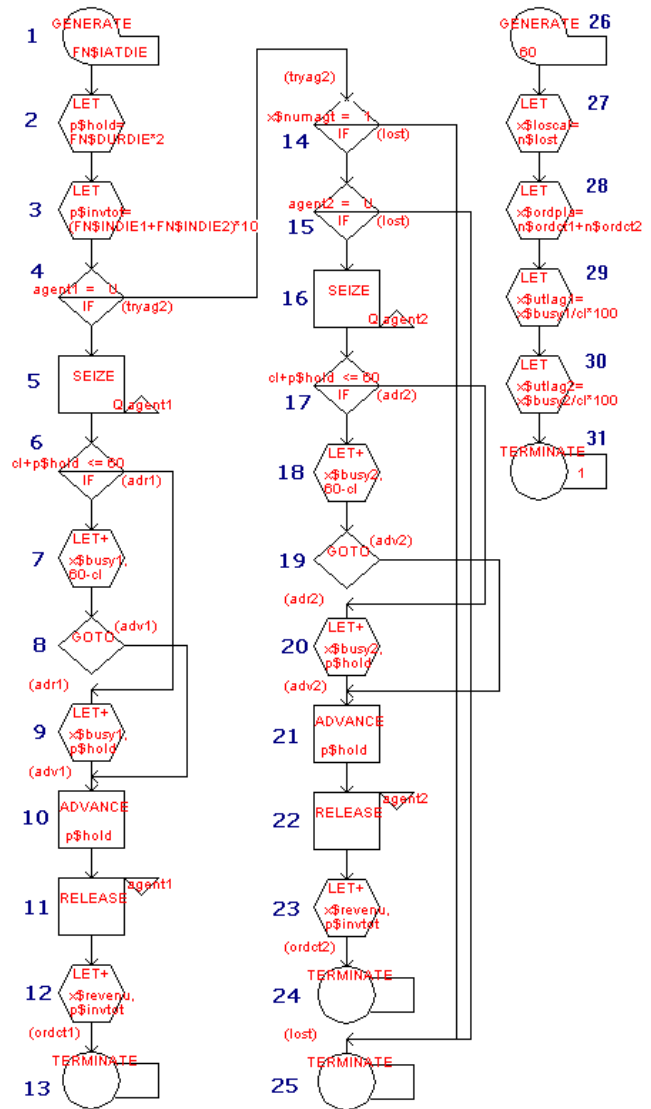 1
GENERATE
FN$IATDIE
2
LET
p$hold=
FN$DURDIE*2
3
LET
p$invtot=
(FN$INDIE1+FN$INDIE2)*10
4
agent1 = U
IF
(tryag2)
5
SEIZE
Q agent1
6
cl+p$hold <= 60
IF
(adr1)
7
LET+
x$busy1,
60-cl
8
GOTO
(adv1)
(adr1)
9
LET+
x$busy1,
p$hold
(adv1)
10
ADVANCE
p$hold
11
RELEASE
agent1
12
LET+
x$revenu,
p$invtot
(ordct1)
13
TERMINATE
(tryag2)
14
x$numagt = 1
IF
(lost)
15
agent2 = U
IF
(lost)
16
SEIZE
Q agent2
17
cl+p$hold <= 60
IF
(adr2)
18
LET+
x$busy2,
60-cl
19
GOTO
(adv2)
(adr2)
20
LET+
x$busy2,
p$hold
(adv2)
21
ADVANCE
p$hold
22
RELEASE
agent2
23
LET+
x$revenu,
p$invtot
(ordct2)
24
TERMINATE
(lost)
25
TERMINATE
26
GENERATE
60
27
LET
x$loscal=
n$lost
28
LET
x$ordpla=
n$ordct1+n$ordct2
29
LET
x$utlag1=
x$busy1/cl*100
30
LET
x$utlag2=
x$busy2/cl*100
31
TERMINATE
1